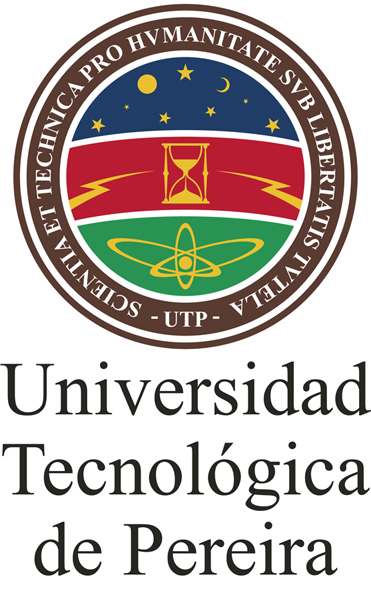 SCIENTIA ET TECHNICA PRO HVMANITATE SVB LIBERTATIS TVTELA
- UTP -
Universidad
Tecnológica
de Pereira